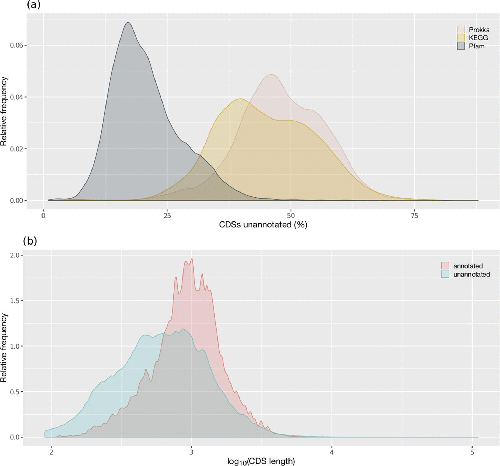 (a)
Prokka
KEGG
Pfam
Relative frequency
0.06
0.04
0.02
0.00
0
25
50
75
CDSs unannotated (%)
(b)
annotated
unannotated
Relative frequency
2.0
1.5
1.0
0.5
0.0
2
3
4
5
log10(CDS length)